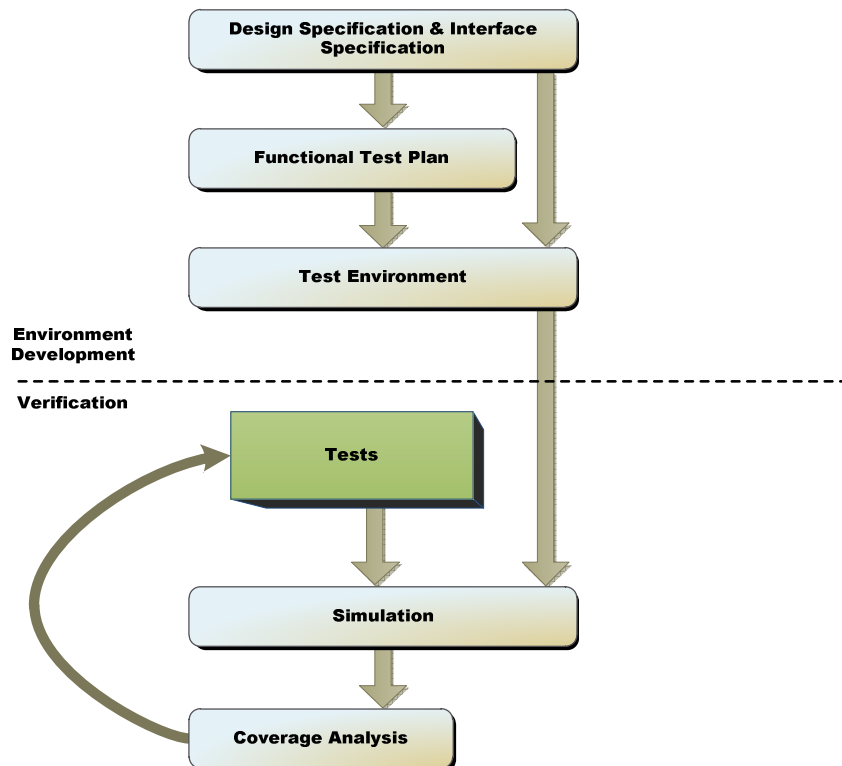 Design Specification & Interface
Specification
Functional Test Plan
Test Environment
Environment
Development
Verification
Tests
Simulation
Coverage Analysis